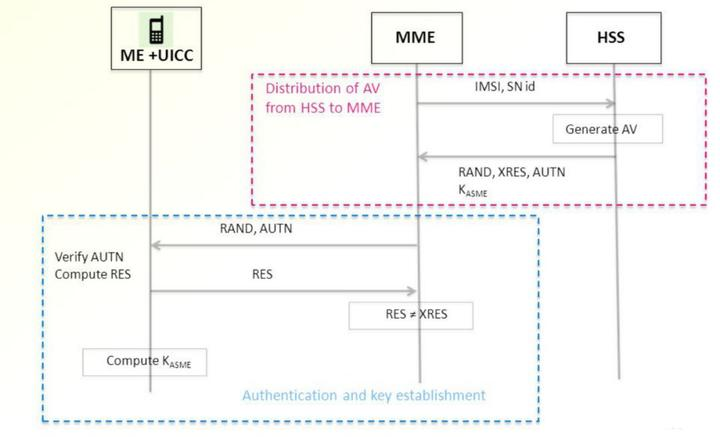 ME +UICC
MME
HSS
Distribution of AV
from HSS to MME
IMSI, SN id
Generate AV
RAND, XRES, AUTN
KASME
RAND, AUTN
Verify AUTN
Compute RES
RES
RES ≠ XRES
Compute KASME
Authentication and key establishment